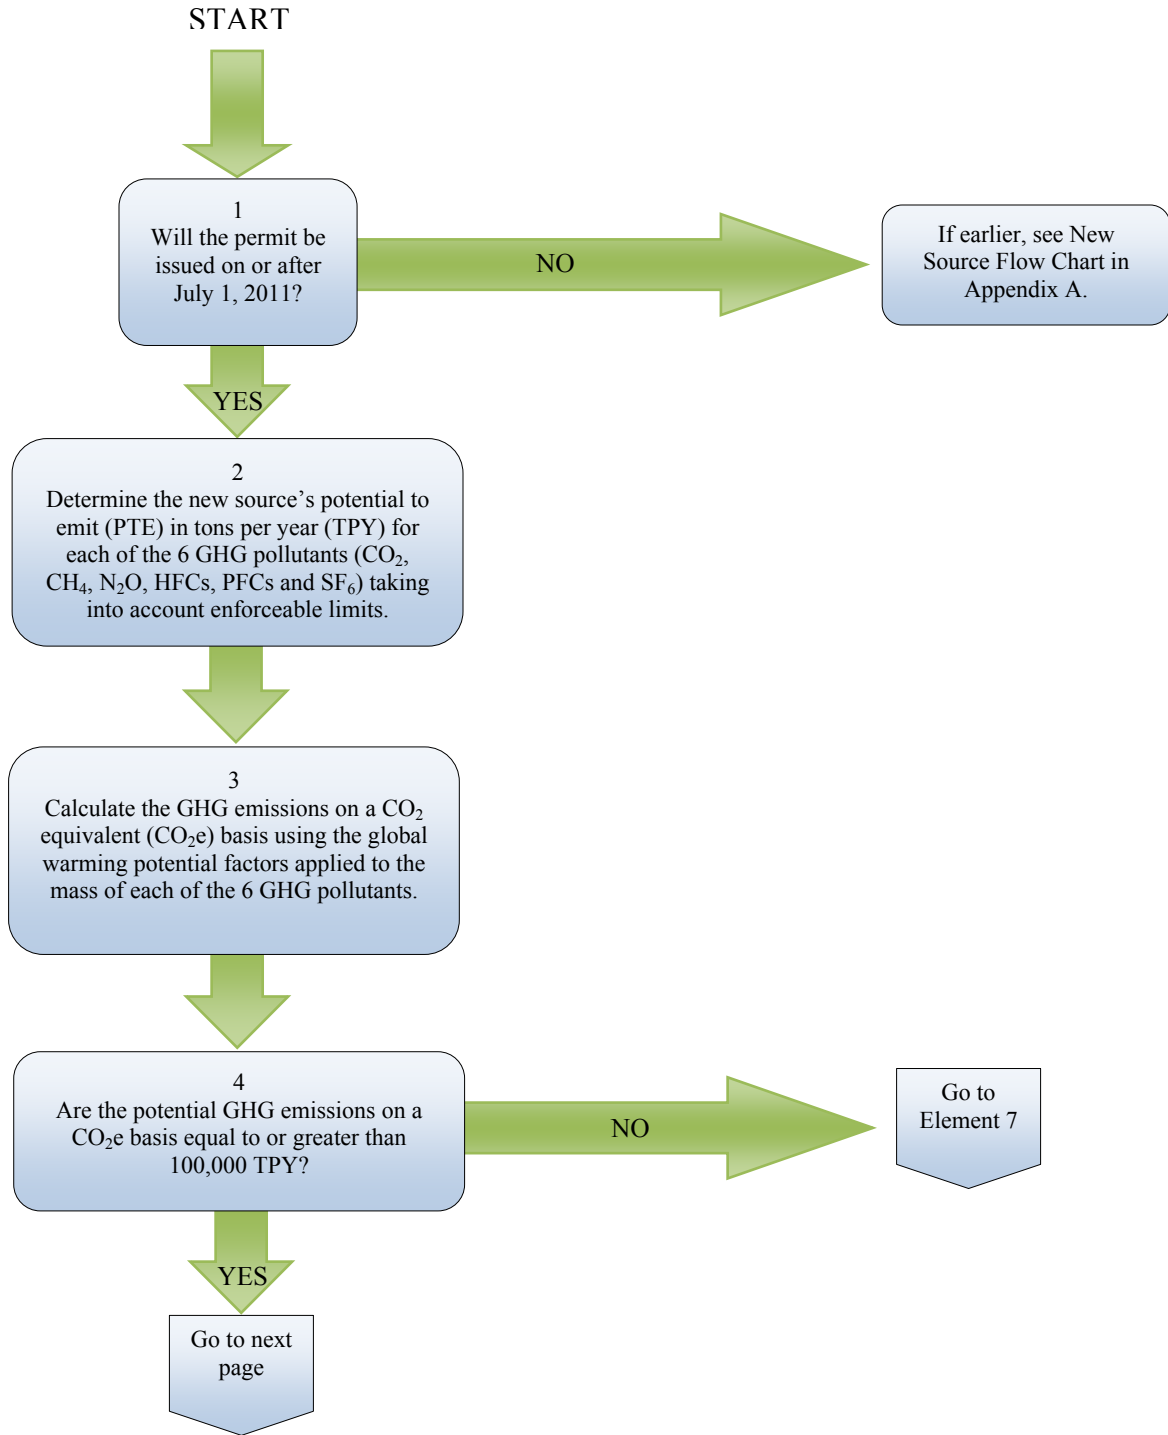 START
1
Will the permit be
issued on or after
July 1, 2011?
NO
If earlier, see New
Source Flow Chart in
Appendix A.
YES
2
Determine the new source’s potential to
emit (PTE) in tons per year (TPY) for
each of the 6 GHG pollutants (CO₂,
CH₄, N₂O, HFCs, PFCs and SF₆) taking
into account enforceable limits.
3
Calculate the GHG emissions on a CO₂
equivalent (CO₂e) basis using the global
warming potential factors applied to the
mass of each of the 6 GHG pollutants.
4
Are the potential GHG emissions on a
CO₂e basis equal to or greater than
100,000 TPY?
NO
Go to
Element 7
YES
Go to next
page